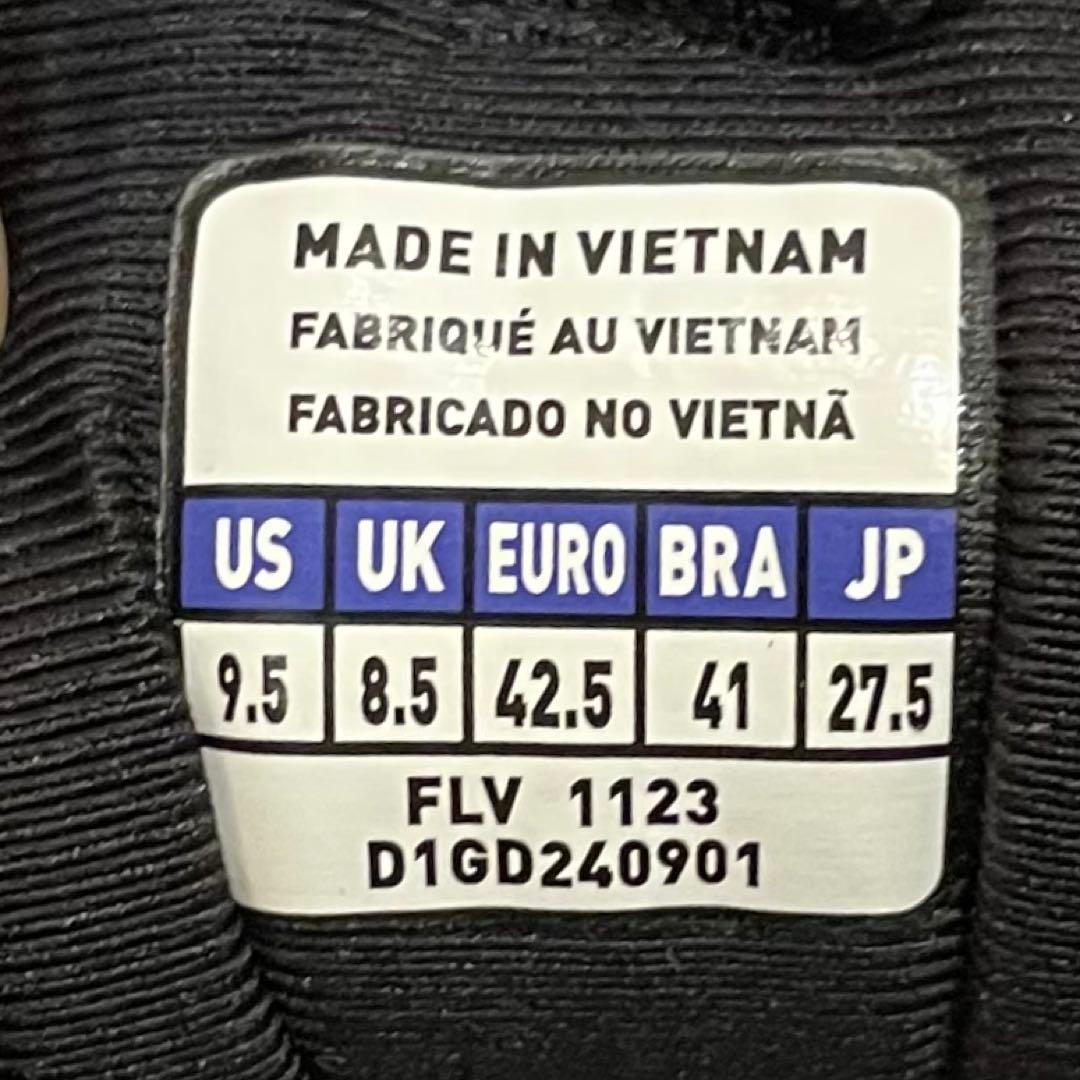 MADE IN VIETNAM
FABRIQUÉ AU VIETNAM
FABRICADO NO VIETNÃ
US UK EURO BRA JP
9.5 8.5 42.5 41 27.5
FLV 1123
D1GD240901